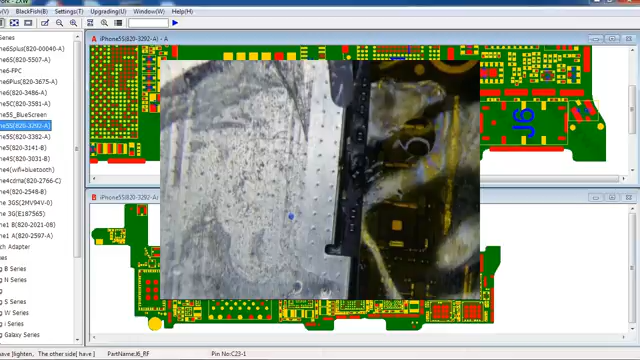 (V) BlackFish(B) Settings(T) Upgrading(U) Window(W) Help(H)
A iPhone5S(820-3292-A) - A
B iPhone5S(820-3292-A)
ne6Splus(820-00040-A)
ne6S(820-5507-A)
ne6-FPC
ne6Plus(820-3675-A)
ne6(820-3486-A)
ne5C(820-3581-A)
ne5S_BlueScreen
ne5S(820-3292-A)
ne5S(820-3382-A)
ne5(820-3141-B)
ne4S(820-3031-B)
ne4(wifi+bluetooth)
ne4cdma(820-2766-C)
ne4(820-2548-B)
ne 3GS(2MV94V-0)
ne 3G(E187565)
ne1 B(820-2021-08)
ne1 A(820-2597-A)
tch Adapter
g B Series
g E Series
g N Series
g S Series
g W Series
g i Series
g Galaxy Series
J6
ave [lighten, The other side] have ] PartName:J6_RF Pin No:C23-1